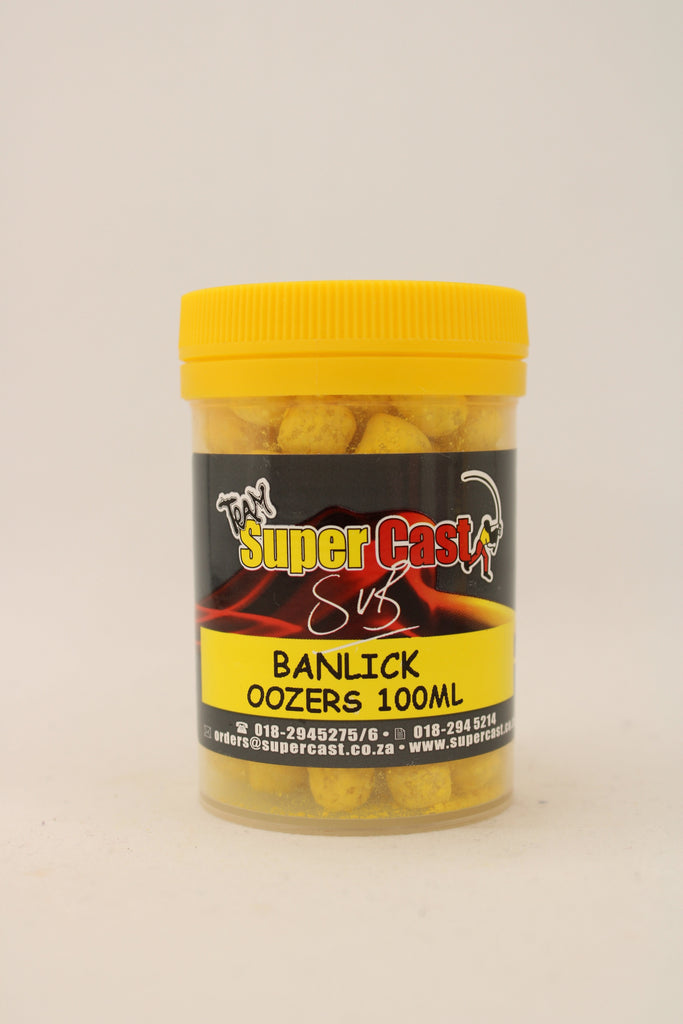 TEAM
Super Cast
SVB
BANLICK
OOZERS 100ML
018-2945275/6 • 018-294 5214
orders@supercast.co.za • www.supercast.co.